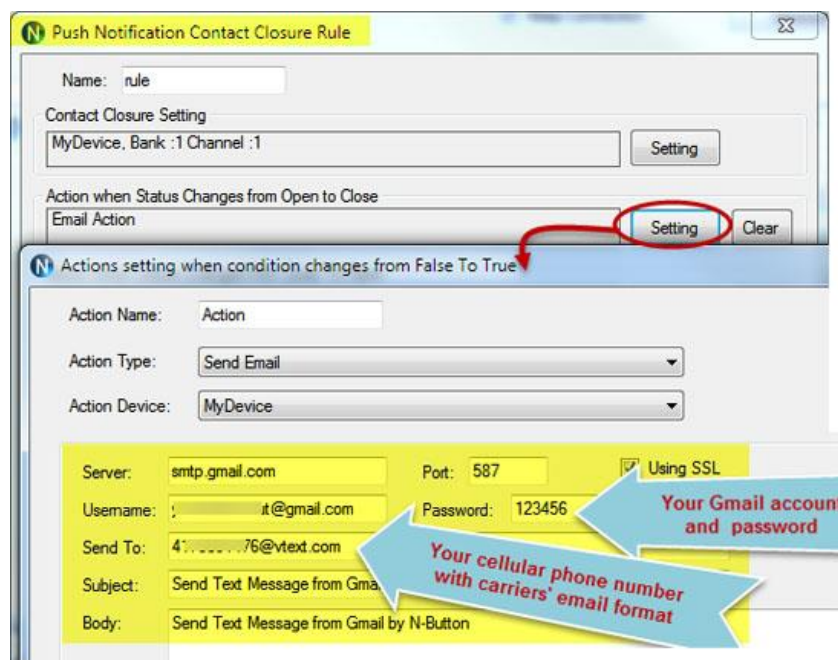 Push Notification Contact Closure Rule
Name: rule
Contact Closure Setting
MyDevice, Bank :1 Channel :1
Setting
Action when Status Changes from Open to Close
Email Action
Setting Clear
Actions setting when condition changes from False To True
Action Name: Action
Action Type: Send Email
Action Device: MyDevice
Server: smtp.gmail.com Port: 587 Using SSL
Username: t@gmail.com Password: 123456
Your Gmail account
and password
Send To: 76@vtext.com
Your cellular phone number
with carriers' email format
Subject: Send Text Message from
Body: Send Text Message from Gmail by N-Button